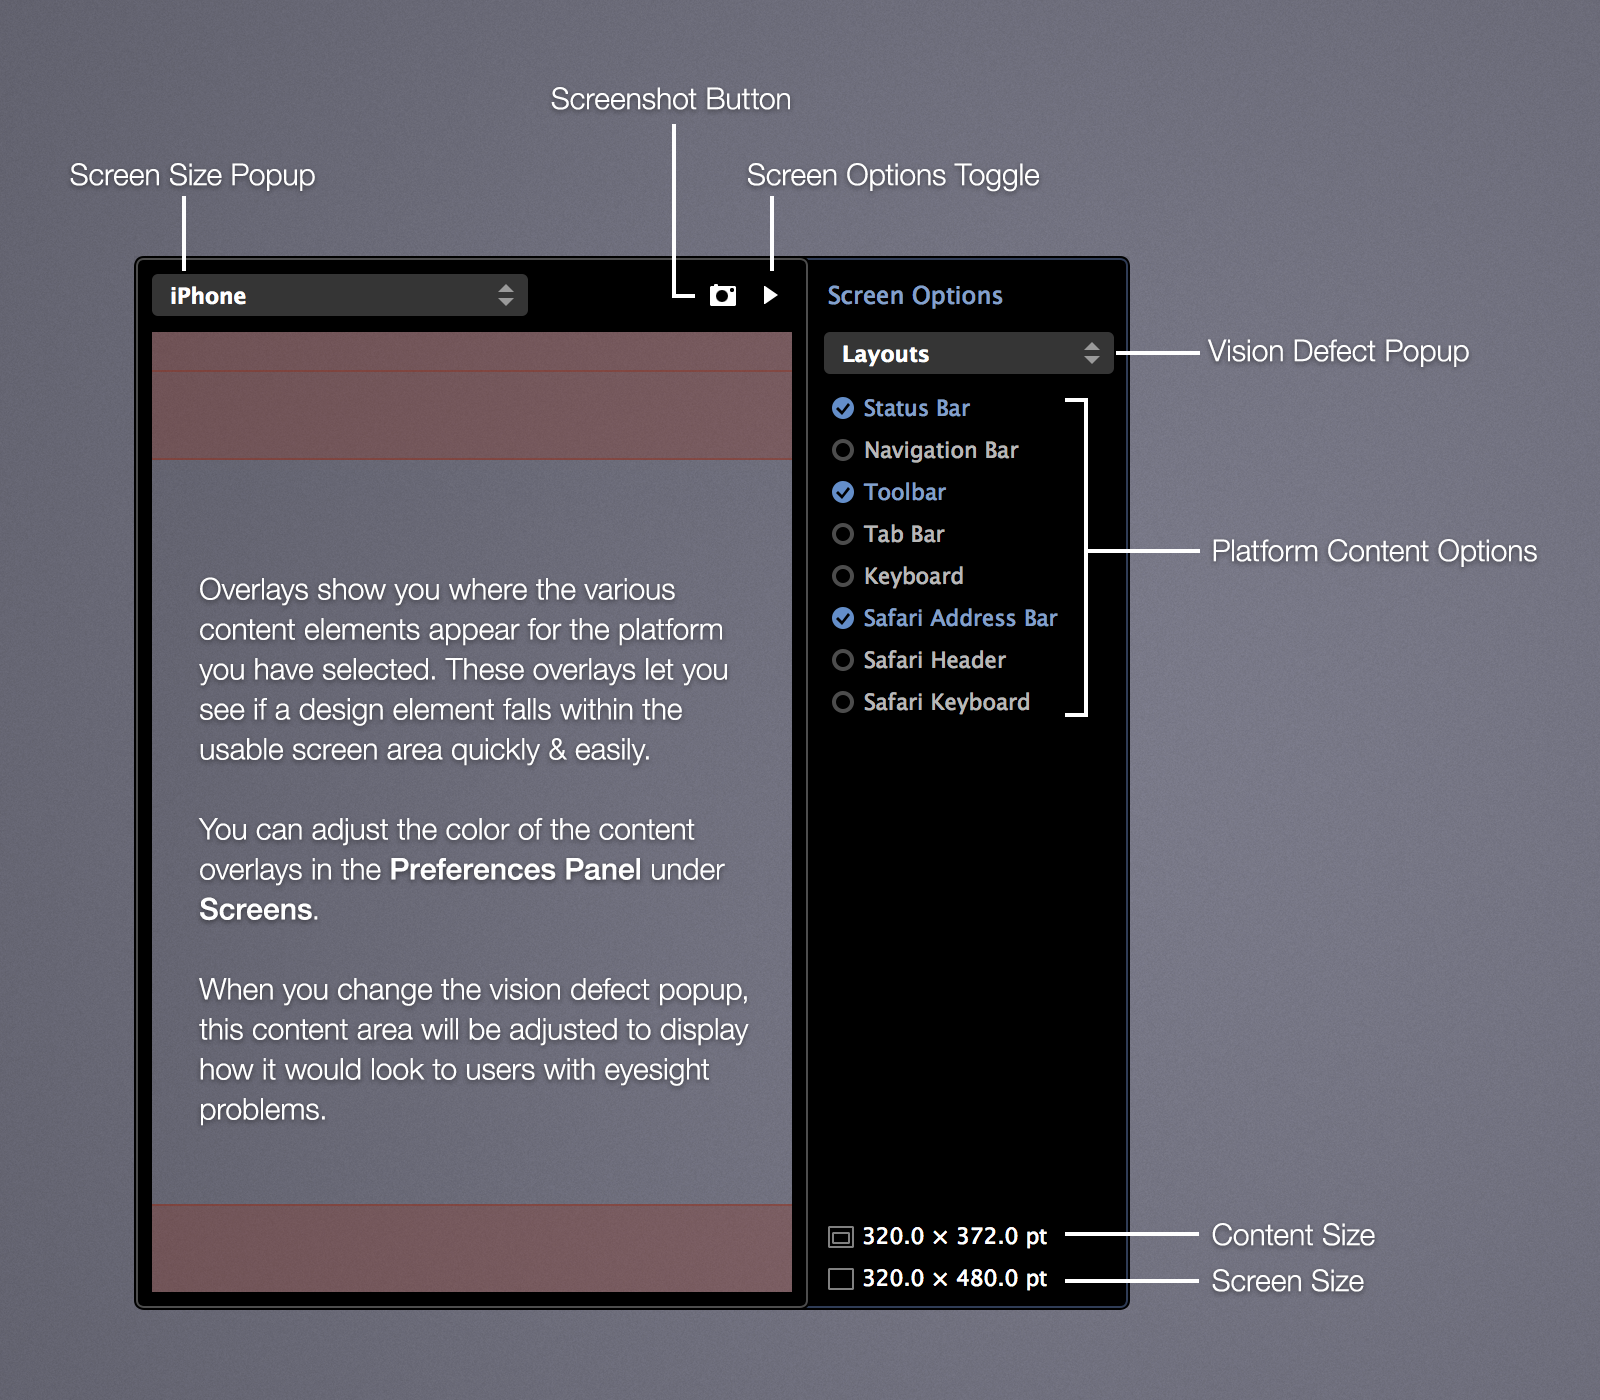 Screenshot Button
Screen Size Popup
Screen Options Toggle
iPhone
Screen Options
Layouts
Vision Defect Popup
Status Bar
Navigation Bar
Toolbar
Tab Bar
Keyboard
Safari Address Bar
Safari Header
Safari Keyboard
Platform Content Options
Overlays show you where the various
content elements appear for the platform
you have selected. These overlays let you
see if a design element falls within the
usable screen area quickly & easily.
You can adjust the color of the content
overlays in the Preferences Panel under
Screens.
When you change the vision defect popup,
this content area will be adjusted to display
how it would look to users with eyesight
problems.
320.0 × 372.0 pt
Content Size
320.0 × 480.0 pt
Screen Size